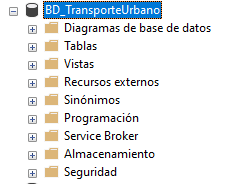 BD_TransporteUrbano
Diagramas de base de datos
Tablas
Vistas
Recursos externos
Sinónimos
Programación
Service Broker
Almacenamiento
Seguridad